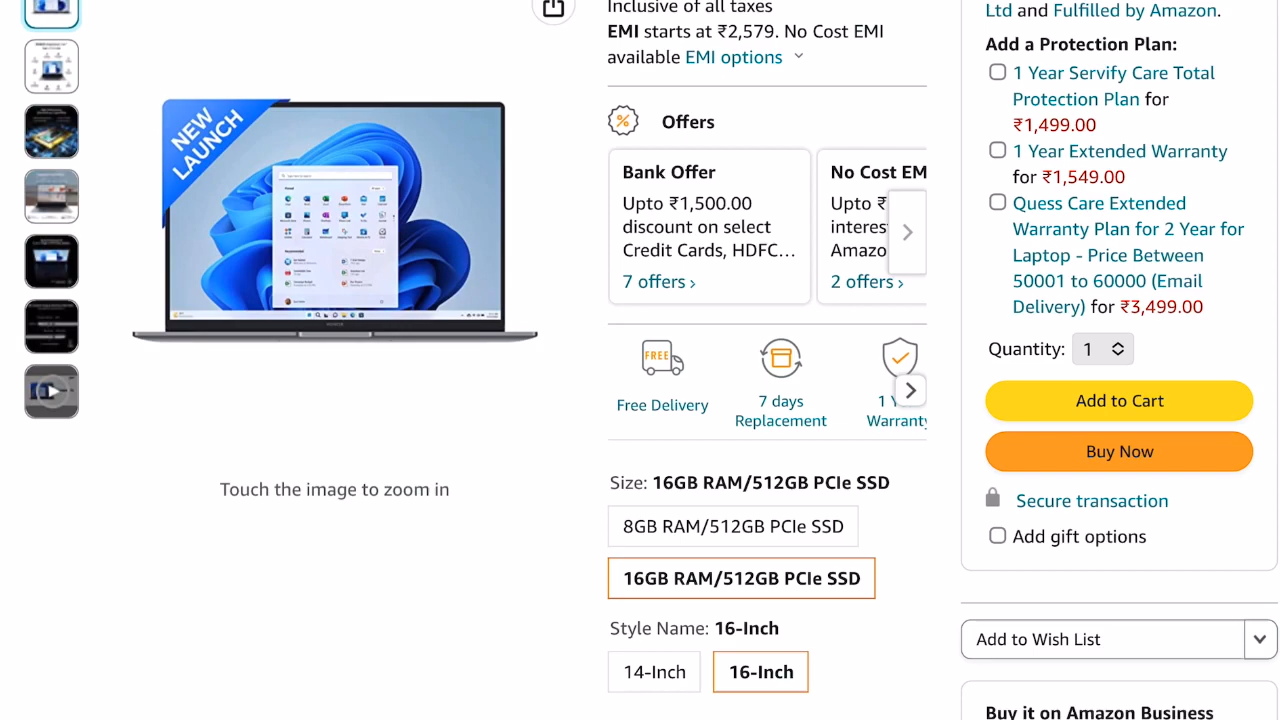 NEW
LAUNCH
Touch the image to zoom in
Inclusive of all taxes
EMI starts at ₹2,579. No Cost EMI
available EMI options
Offers
Bank Offer
Upto ₹1,500.00
discount on select
Credit Cards, HDFC...
7 offers ›
No Cost EM
Upto ₹
interes
Amazo
2 offers ›
FREE
Free Delivery
7 days
Replacement
1 Y
Warranty
Size: 16GB RAM/512GB PCIe SSD
8GB RAM/512GB PCIe SSD
16GB RAM/512GB PCIe SSD
Style Name: 16-Inch
14-Inch
16-Inch
Ltd and Fulfilled by Amazon.
Add a Protection Plan:
1 Year Servify Care Total
Protection Plan for
₹1,499.00
1 Year Extended Warranty
for ₹1,549.00
Quess Care Extended
Warranty Plan for 2 Year for
Laptop - Price Between
50001 to 60000 (Email
Delivery) for ₹3,499.00
Quantity: 1
Add to Cart
Buy Now
Secure transaction
Add gift options
Add to Wish List
Buy it on Amazon Business